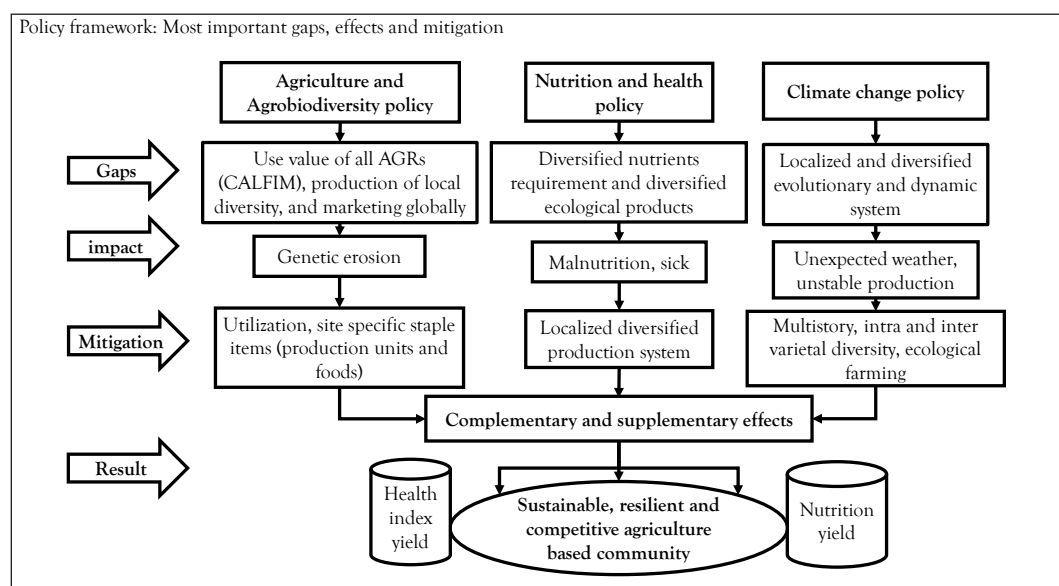 Policy framework: Most important gaps, effects and mitigation
Agriculture and
Agrobiodiversity policy
Nutrition and health
policy
Climate change policy
Gaps
Use value of all AGRs
(CALFIM), production of local
diversity, and marketing globally
Diversified nutrients
requirement and diversified
ecological products
Localized and diversified
evolutionary and dynamic
system
impact
Genetic erosion
Malnutrition, sick
Unexpected weather,
unstable production
Mitigation
Utilization, site specific staple
items (production units and
foods)
Localized diversified
production system
Multistory, intra and inter
varietal diversity, ecological
farming
Complementary and supplementary effects
Result
Health
index
yield
Sustainable, resilient and
competitive agriculture
based community
Nutrition
yield